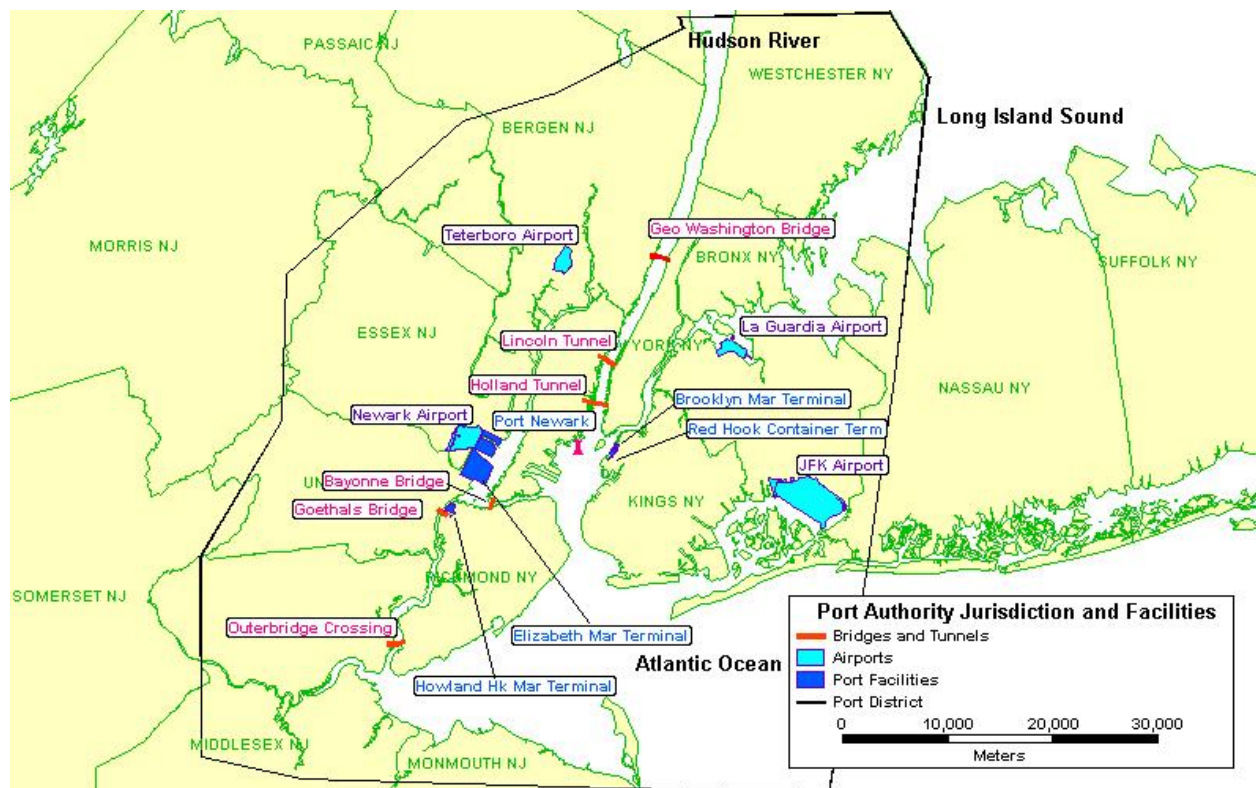 Hudson River
PASSAIC NJ
WESTCHESTER NY
Long Island Sound
BERGEN NJ
Teterboro Airport
Geo Washington Bridge
MORRIS NJ
BRONX NY
SUFFOLK NY
ESSEX NJ
La Guardia Airport
Lincoln Tunnel
YORK NY
Holland Tunnel
NASSAU NY
Brooklyn Mar Terminal
Newark Airport
Port Newark
Red Hook Container Term
JFK Airport
UN
Bayonne Bridge
KINGS NY
Goethals Bridge
RICHMOND NY
SOMERSET NJ
Outerbridge Crossing
Elizabeth Mar Terminal
Atlantic Ocean
Howland Hk Mar Terminal
MIDDLESEX NJ
MONMOUTH NJ
Port Authority Jurisdiction and Facilities
Bridges and Tunnels
Airports
Port Facilities
Port District
0 10,000 20,000 30,000
Meters